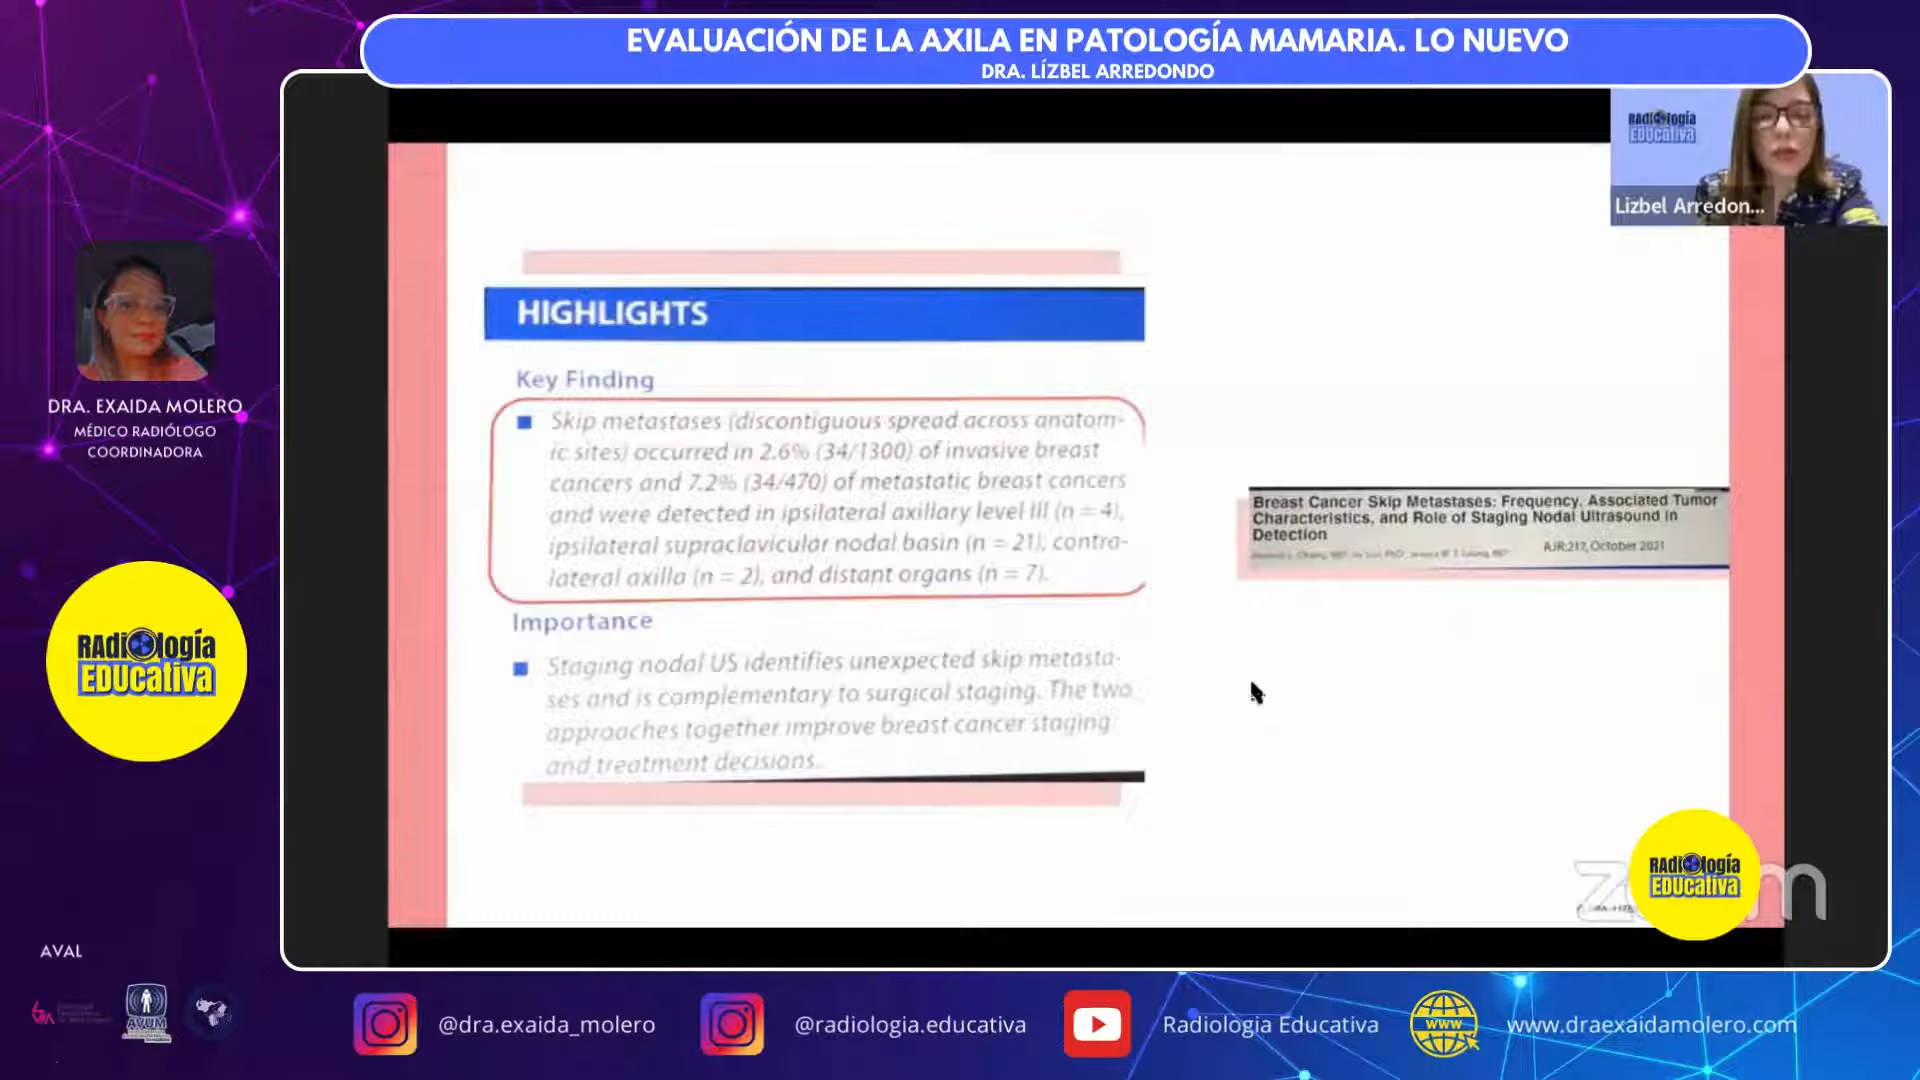 EVALUACIÓN DE LA AXILA EN PATOLOGÍA MAMARIA. LO NUEVO
DRA. LÍZBEL ARREDONDO
RAdiología
EDUcativa
Lizbel Arredon...
DRA. EXAIDA MOLERO
MÉDICO RADIÓLOGO
COORDINADORA
RAdiología
EDUcativa
AVAL
AVUM
HIGHLIGHTS
Key Finding
Skip metastases (discontiguous spread across anatom-
ic sites) occurred in 2.6% (34/1300) of invasive breast
cancers and 7.2% (34/470) of metastatic breast cancers
and were detected in ipsilateral axillary level III (n = 4),
ipsilateral supraclavicular nodal basin (n = 21), contra-
lateral axilla (n = 2), and distant organs (n = 7).
Importance
Staging nodal US identifies unexpected skip metasta-
ses and is complementary to surgical staging. The two
approaches together improve breast cancer staging
and treatment decisions.
Breast Cancer Skip Metastases: Frequency, Associated Tumor
Characteristics, and Role of Staging Nodal Ultrasound in
Detection
AJR:217, October 2021
RAdiología
EDUcativa
@dra.exaida_molero
@radiologia.educativa
Radiologia Educativa
WWW
www.draexaidamolero.com